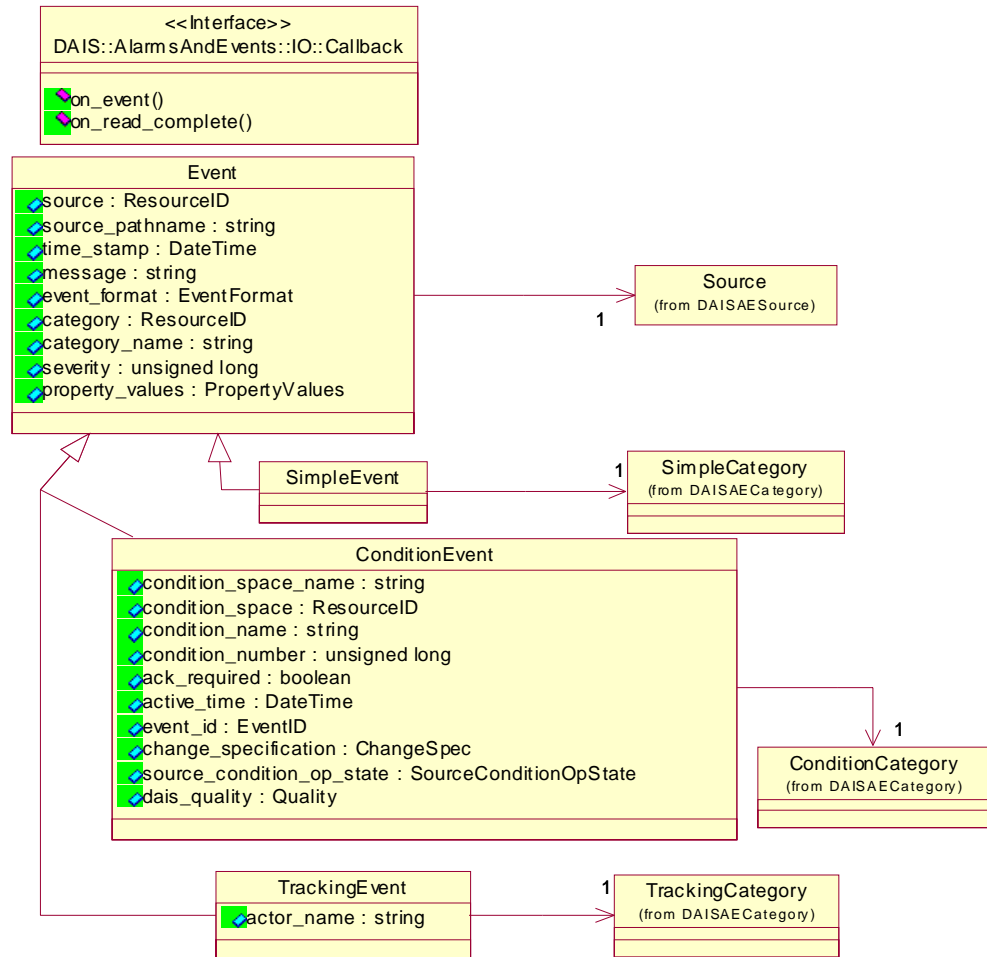 <<Interface>>
DAIS::AlarmsAndEvents::IO::Callback
on_event()
on_read_complete()
Event
source : ResourceID
source_pathname : string
time_stamp : DateTime
message : string
event_format : EventFormat
category : ResourceID
category_name : string
severity : unsigned long
property_values : PropertyValues
Source
(from DAISAESource)
1
SimpleEvent
1
SimpleCategory
(from DAISAECategory)
ConditionEvent
condition_space_name : string
condition_space : ResourceID
condition_name : string
condition_number : unsigned long
ack_required : boolean
active_time : DateTime
event_id : EventID
change_specification : ChangeSpec
source_condition_op_state : SourceConditionOpState
dais_quality : Quality
1
ConditionCategory
(from DAISAECategory)
TrackingEvent
actor_name : string
1
TrackingCategory
(from DAISAECategory)